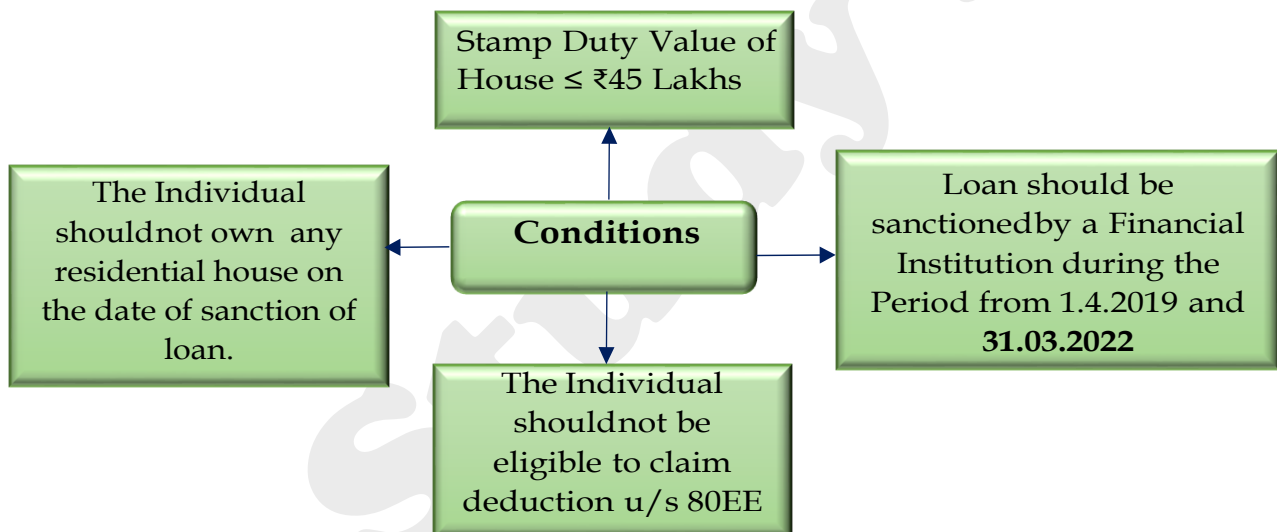 Stamp Duty Value of
House ≤ ₹45 Lakhs
The Individual
shouldnot own any
residential house on
the date of sanction of
loan.
Conditions
Loan should be
sanctionedby a Financial
Institution during the
Period from 1.4.2019 and
31.03.2022
The Individual
shouldnot be
eligible to claim
deduction u/s 80EE